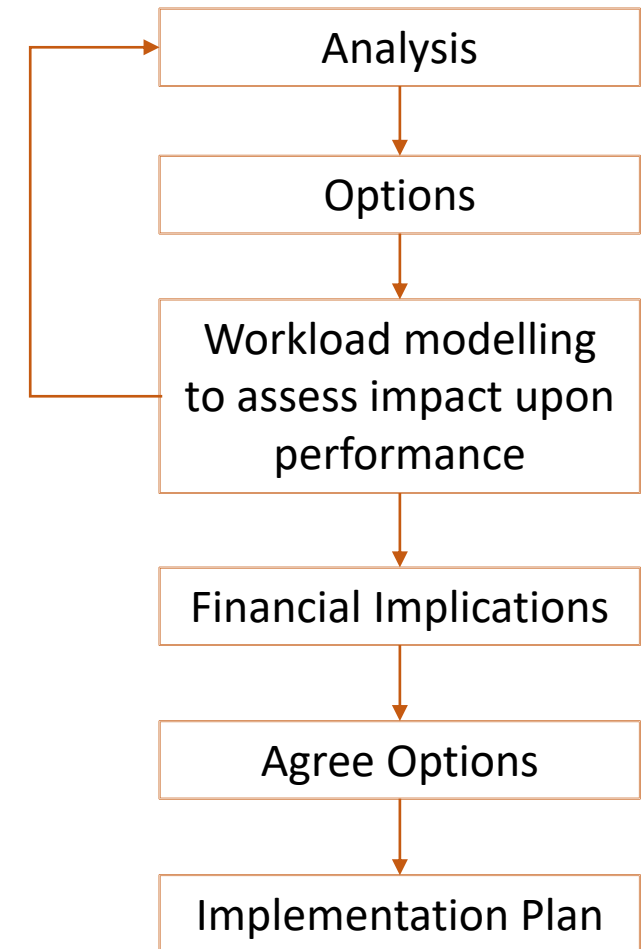 Analysis
Options
Workload modelling
to assess impact upon
performance
Financial Implications
Agree Options
Implementation Plan